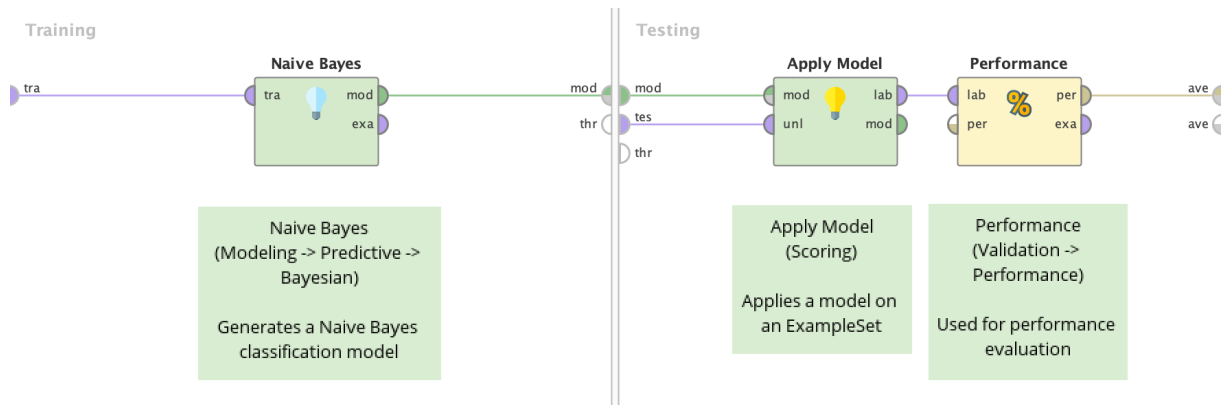 Training
Testing
Naive Bayes
Apply Model
Performance
tra
tra
mod
mod
mod
mod
lab
lab
per
ave
exa
thr
tes
unl
mod
per
exa
ave
thr
Naive Bayes
(Modeling -> Predictive ->
Bayesian)
Generates a Naive Bayes
classification model
Apply Model
(Scoring)
Applies a model on
an ExampleSet
Performance
(Validation ->
Performance)
Used for performance
evaluation
%